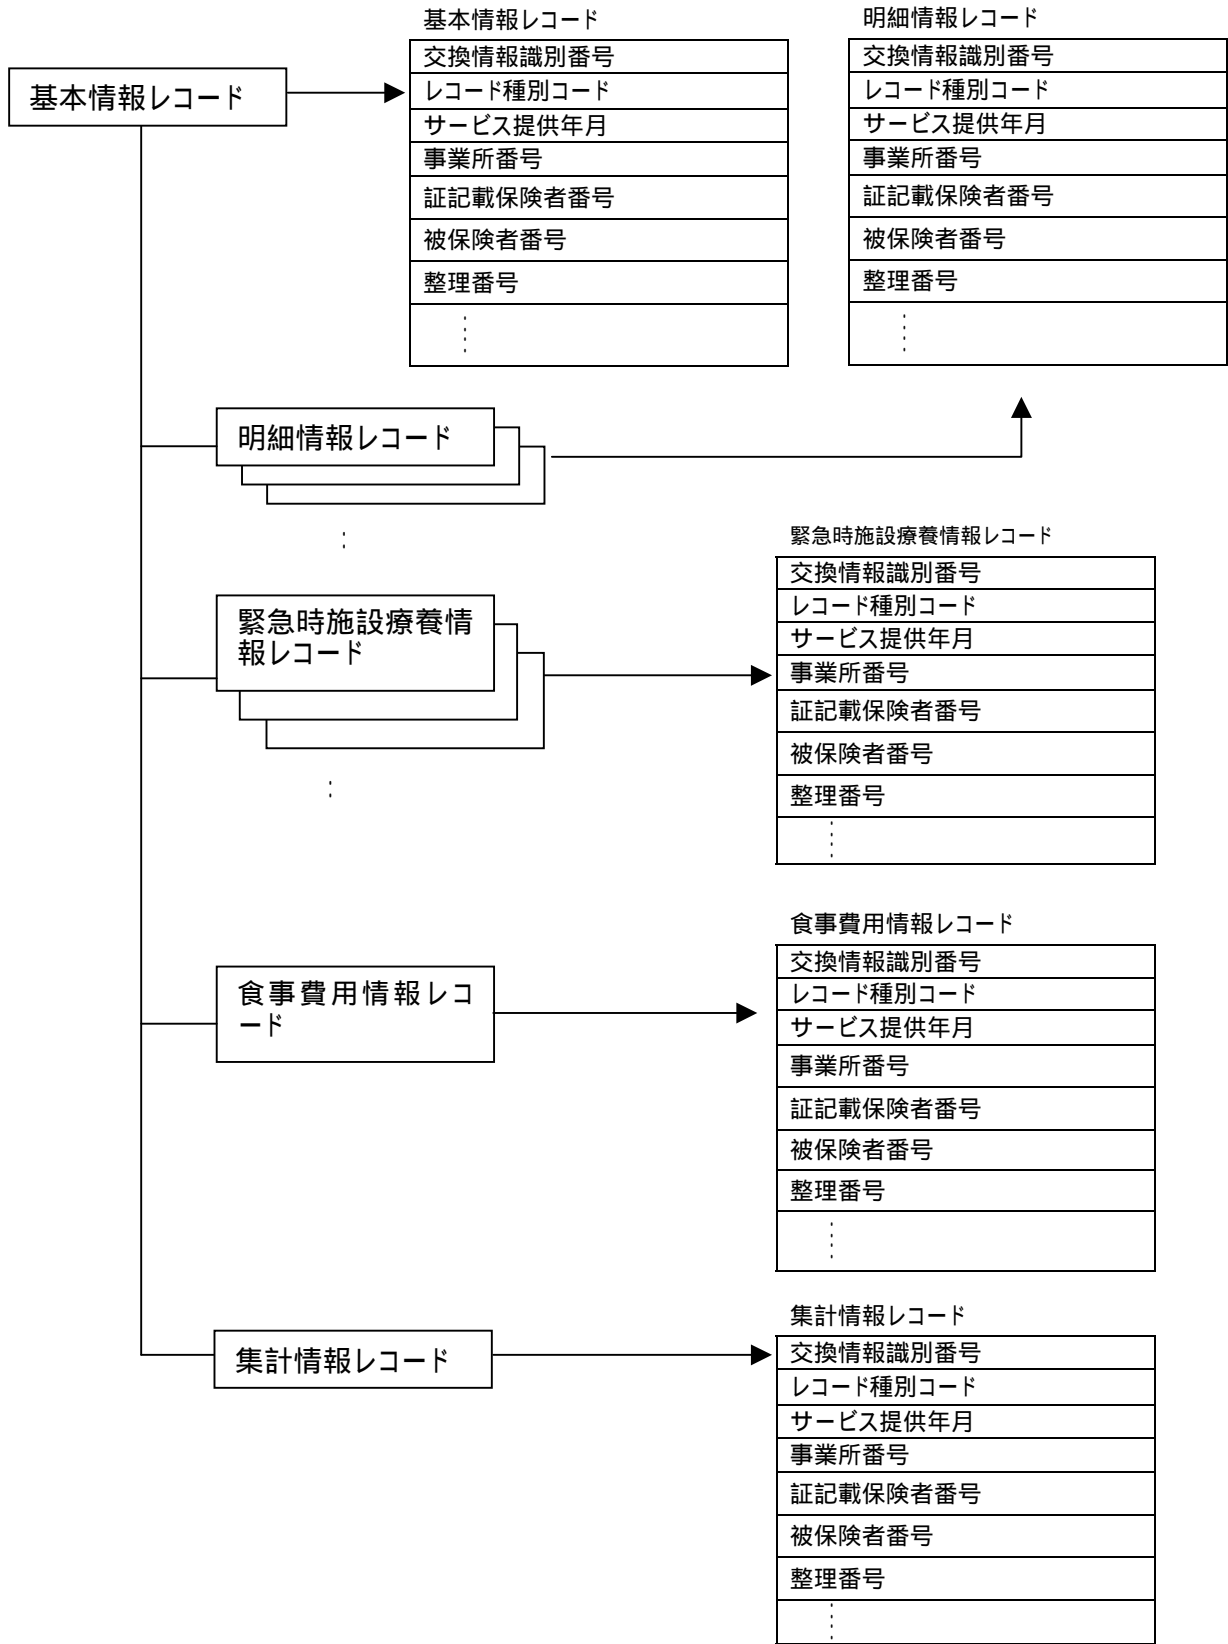 基本情報レコード
基本情報レコード
交換情報識別番号
レコード種別コード
サービス提供年月
事業所番号
証記載保険者番号
被保険者番号
整理番号
明細情報レコード
交換情報識別番号
レコード種別コード
サービス提供年月
事業所番号
証記載保険者番号
被保険者番号
整理番号
明細情報レコード
緊急時施設療養情
報レコード
緊急時施設療養情報レコード
交換情報識別番号
レコード種別コード
サービス提供年月
事業所番号
証記載保険者番号
被保険者番号
整理番号
食事費用情報レコ
ード
食事費用情報レコード
交換情報識別番号
レコード種別コード
サービス提供年月
事業所番号
証記載保険者番号
被保険者番号
整理番号
集計情報レコード
集計情報レコード
交換情報識別番号
レコード種別コード
サービス提供年月
事業所番号
証記載保険者番号
被保険者番号
整理番号